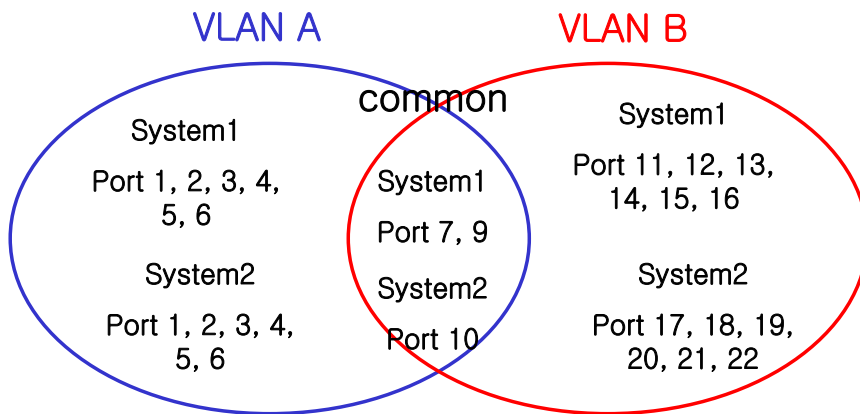 VLAN A
VLAN B
common
System1
Port 1, 2, 3, 4,
5, 6
System2
Port 1, 2, 3, 4,
5, 6
System1
Port 7, 9
System2
Port 10
System1
Port 11, 12, 13,
14, 15, 16
System2
Port 17, 18, 19,
20, 21, 22